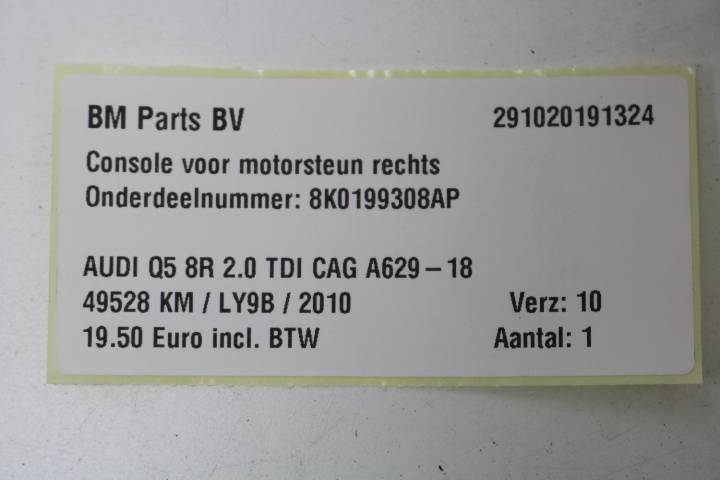 BM Parts BV 291020191324
Console voor motorsteun rechts
Onderdeelnummer: 8K0199308AP
AUDI Q5 8R 2.0 TDI CAG A629 – 18
49528 KM / LY9B / 2010 Verz: 10
19.50 Euro incl. BTW Aantal: 1